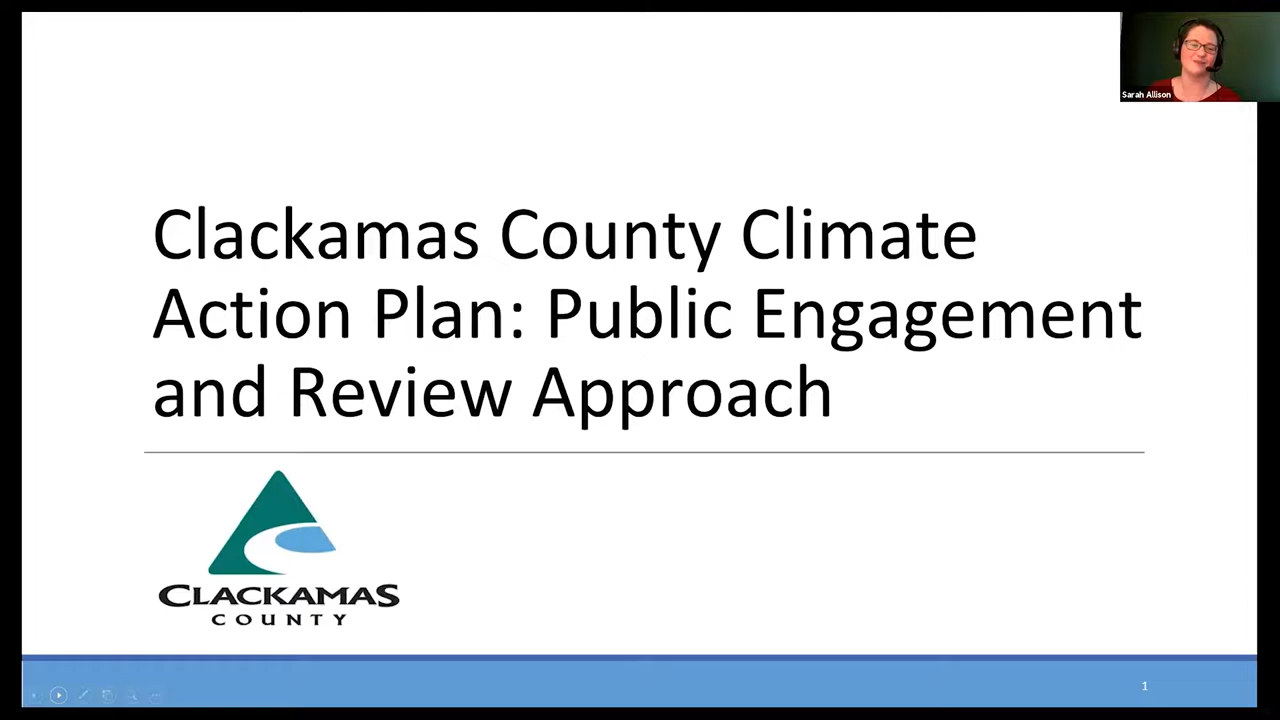 Sarah Allison
Clackamas County Climate
Action Plan: Public Engagement
and Review Approach
CLACKAMAS
COUNTY
1